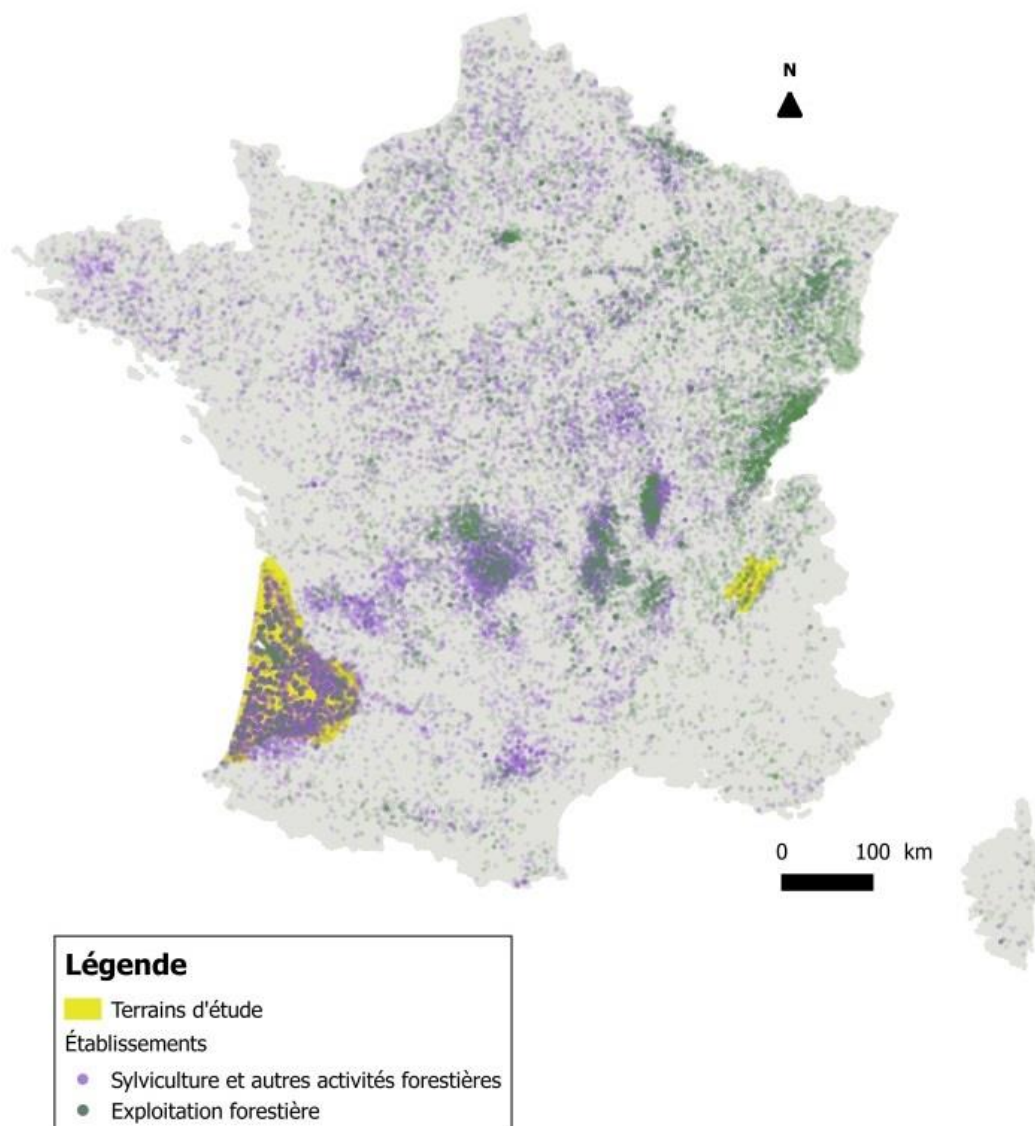 N
0 100 km
Légende
Terrains d'étude
Établissements
Sylviculture et autres activités forestières
Exploitation forestière